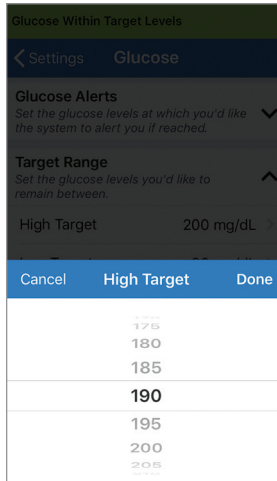 Glucose Within Target Levels
Settings Glucose
Glucose Alerts
Set the glucose levels at which you'd like
the system to alert you if reached.
Target Range
Set the glucose levels you'd like to
remain between.
High Target 200 mg/dL
Cancel High Target Done
175
180
185
190
195
200
205